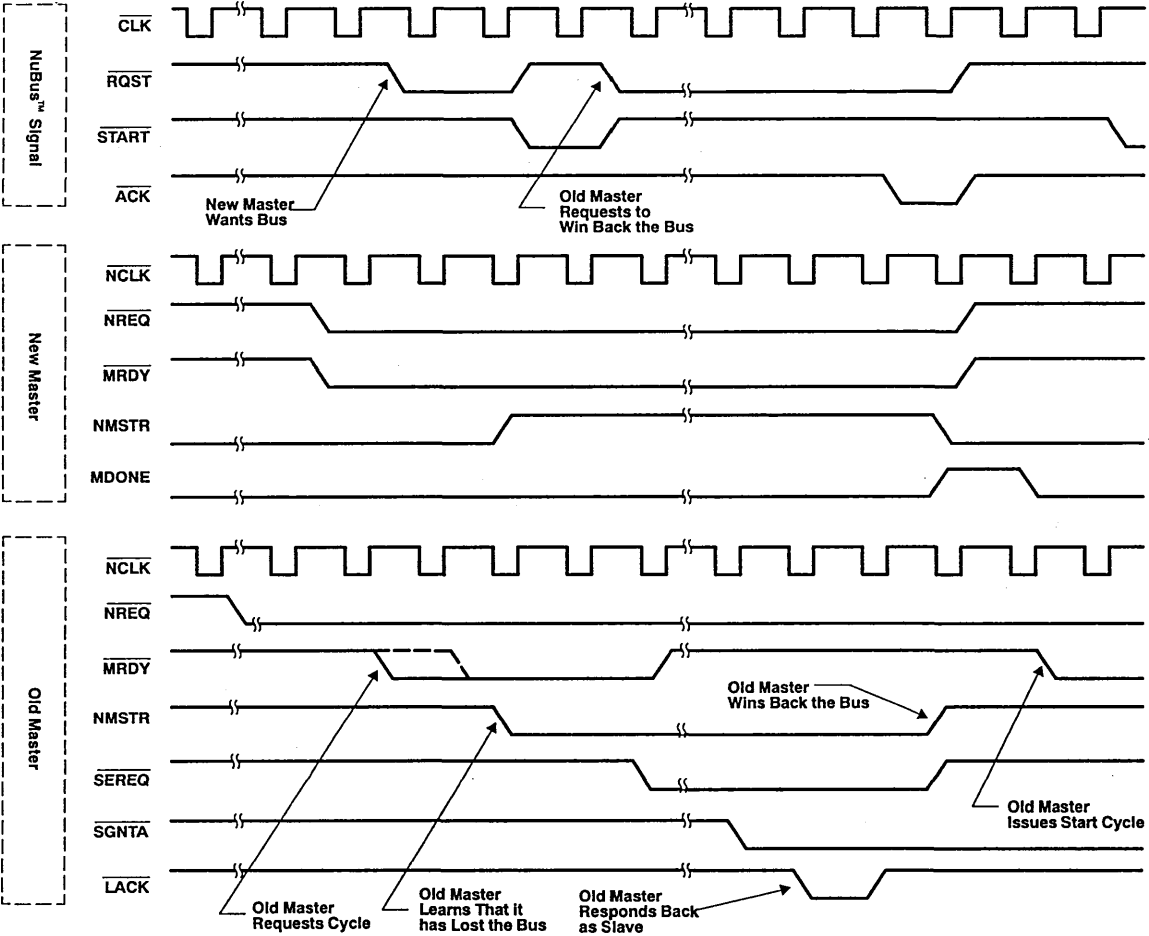 NuBus™ Signal
CLK
RQST
START
ACK
New Master
Wants Bus
Old Master
Requests to
Win Back the Bus
New Master
NCLK
NREQ
MRDY
NMSTR
MDONE
Old Master
NCLK
NREQ
MRDY
NMSTR
SEREQ
SGNTA
LACK
Old Master
Wins Back the Bus
Old Master
Issues Start Cycle
Old Master
Requests Cycle
Old Master
Learns That it
has Lost the Bus
Old Master
Responds Back
as Slave